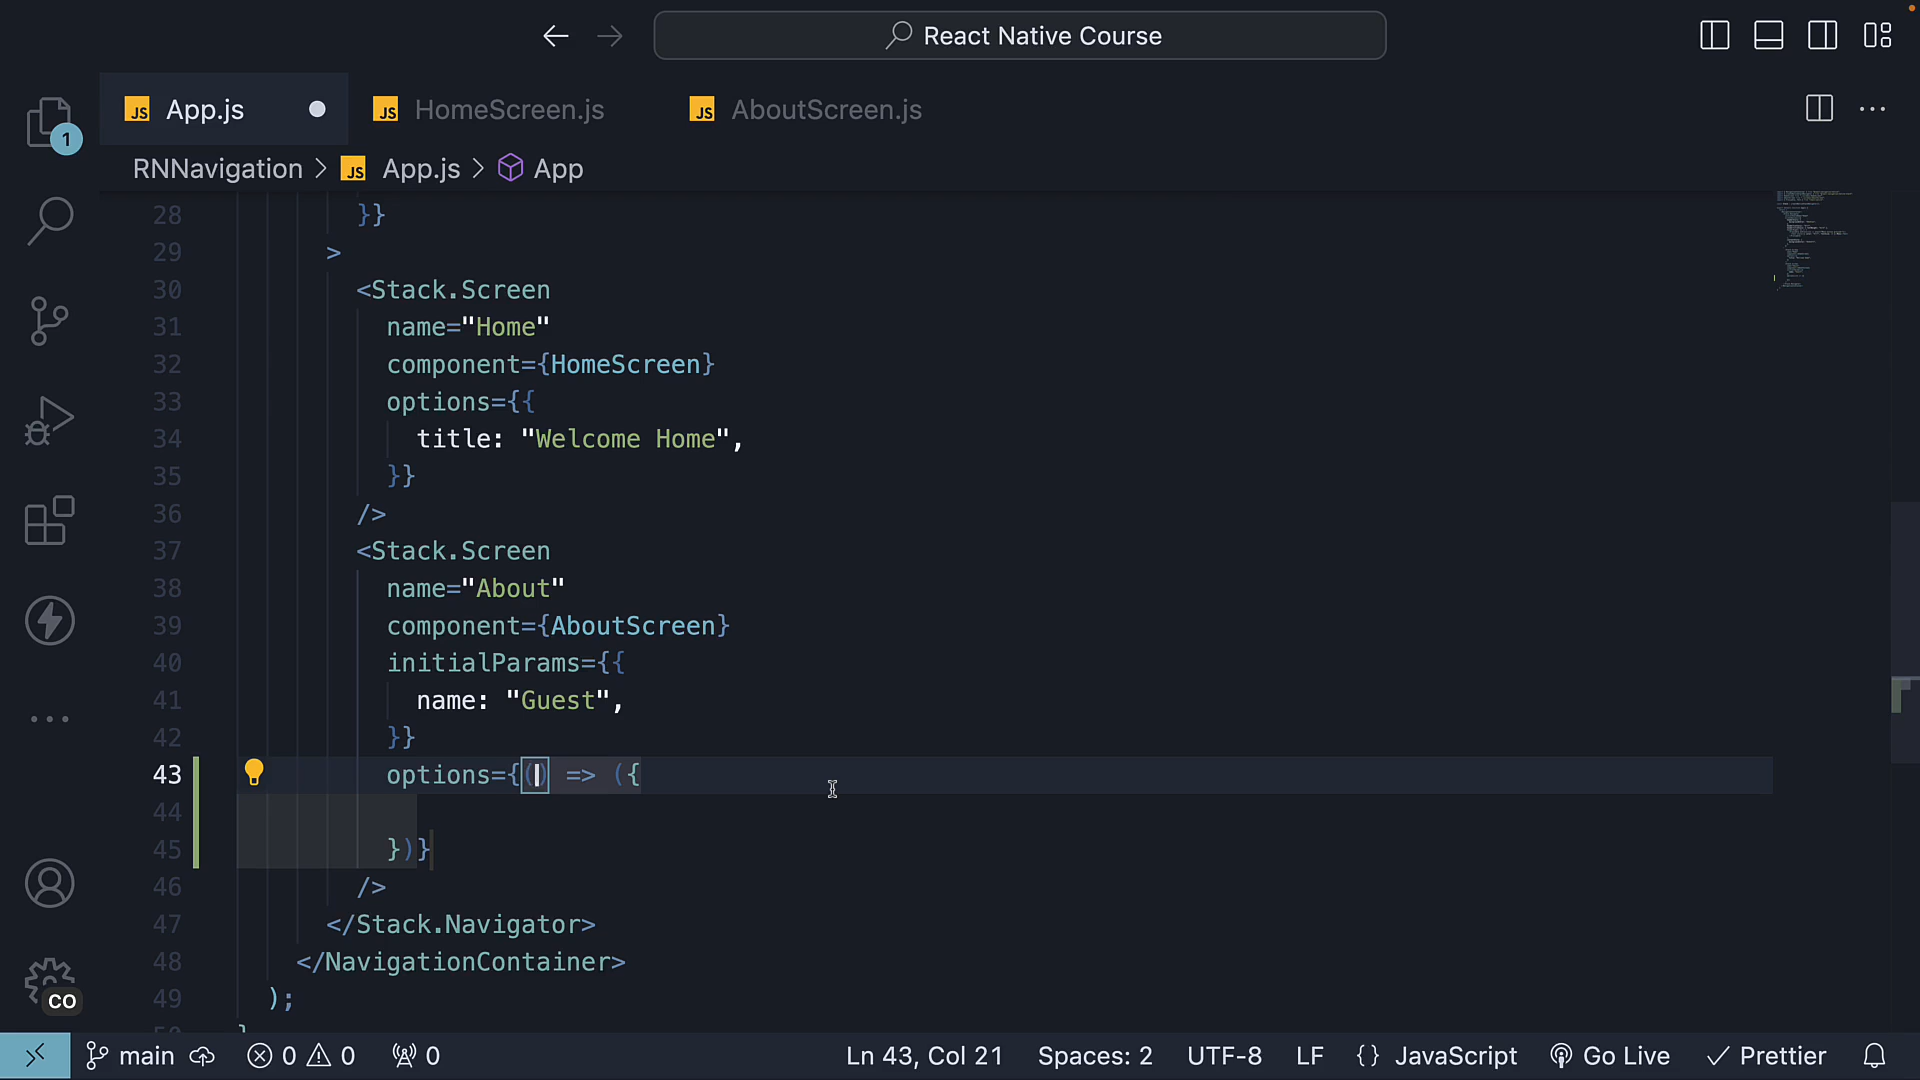 React Native Course
JS App.js
JS HomeScreen.js
JS AboutScreen.js
1
RNNavigation > JS App.js > App
28 }}
29 >
30 <Stack.Screen
31 name="Home"
32 component={HomeScreen}
33 options={{
34 title: "Welcome Home",
35 }}
36 />
37 <Stack.Screen
38 name="About"
39 component={AboutScreen}
40 initialParams={{
41 name: "Guest",
42 }}
43 options={() => ({
44
45 })}
46 />
47 </Stack.Navigator>
48 </NavigationContainer>
49 );
CO
main 0 0 0 Ln 43, Col 21 Spaces: 2 UTF-8 LF {} JavaScript Go Live Prettier